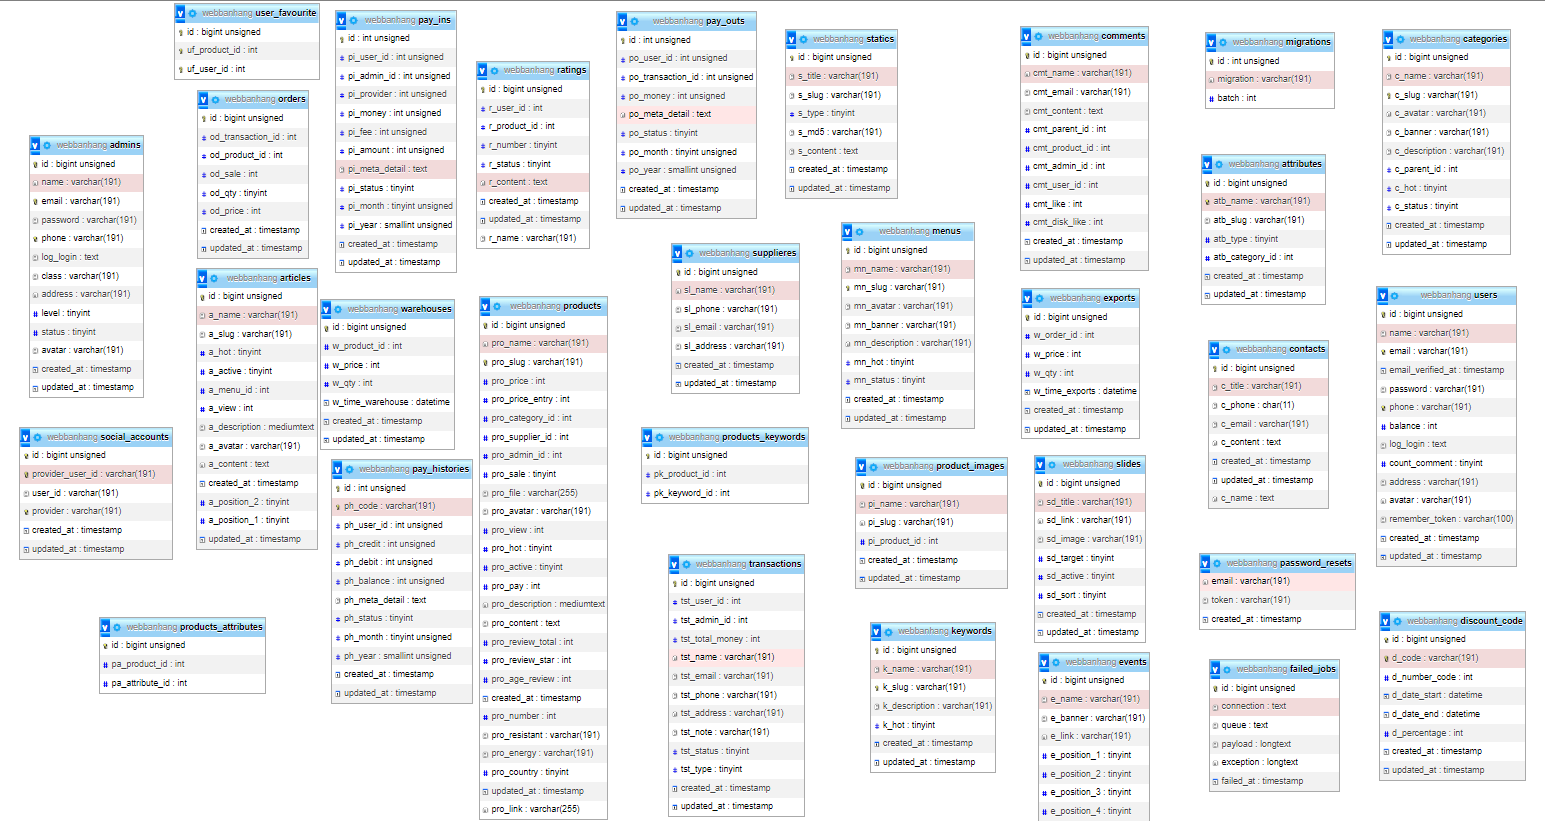 webbanhang user_favourite
id : bigint unsigned
uf_product_id : int
uf_user_id : int
webbanhang orders
id : bigint unsigned
od_transaction_id : int
od_product_id : int
od_sale : int
od_qty : tinyint
od_price : int
created_at : timestamp
updated_at : timestamp
webbanhang admins
id : bigint unsigned
name : varchar(191)
email : varchar(191)
password : varchar(191)
phone : varchar(191)
log_login : text
class : varchar(191)
address : varchar(191)
level : tinyint
status : tinyint
avatar : varchar(191)
created_at : timestamp
updated_at : timestamp
webbanhang articles
id : bigint unsigned
a_name : varchar(191)
a_slug : varchar(191)
a_hot : tinyint
a_active : tinyint
a_menu_id : int
a_view : int
a_description : mediumtext
a_avatar : varchar(191)
a_content : text
created_at : timestamp
a_position_2 : tinyint
a_position_1 : tinyint
updated_at : timestamp
webbanhang social_accounts
id : bigint unsigned
provider_user_id : varchar(191)
user_id : varchar(191)
provider : varchar(191)
created_at : timestamp
updated_at : timestamp
webbanhang products_attributes
id : bigint unsigned
pa_product_id : int
pa_attribute_id : int
webbanhang pay_ins
id : int unsigned
pi_user_id : int unsigned
pi_admin_id : int unsigned
pi_provider : int unsigned
pi_money : int unsigned
pi_fee : int unsigned
pi_amount : int unsigned
pi_meta_detail : text
pi_status : tinyint
pi_month : tinyint unsigned
pi_year : smallint unsigned
created_at : timestamp
updated_at : timestamp
webbanhang warehouses
id : bigint unsigned
w_product_id : int
w_price : int
w_qty : int
w_time_warehouse : datetime
created_at : timestamp
updated_at : timestamp
webbanhang pay_histories
id : int unsigned
ph_code : varchar(191)
ph_user_id : int unsigned
ph_credit : int unsigned
ph_debit : int unsigned
ph_balance : int unsigned
ph_meta_detail : text
ph_status : tinyint
ph_month : tinyint unsigned
ph_year : smallint unsigned
created_at : timestamp
updated_at : timestamp
webbanhang ratings
id : bigint unsigned
r_user_id : int
r_product_id : int
r_number : tinyint
r_status : tinyint
r_content : text
created_at : timestamp
updated_at : timestamp
r_name : varchar(191)
webbanhang products
id : bigint unsigned
pro_name : varchar(191)
pro_slug : varchar(191)
pro_price : int
pro_price_entry : int
pro_category_id : int
pro_supplier_id : int
pro_admin_id : int
pro_sale : tinyint
pro_file : varchar(255)
pro_avatar : varchar(191)
pro_view : int
pro_hot : tinyint
pro_active : tinyint
pro_pay : int
pro_description : mediumtext
pro_content : text
pro_review_total : int
pro_review_star : int
pro_age_review : int
created_at : timestamp
pro_number : int
pro_resistant : varchar(191)
pro_energy : varchar(191)
pro_country : tinyint
updated_at : timestamp
pro_link : varchar(255)
webbanhang pay_outs
id : int unsigned
po_user_id : int unsigned
po_transaction_id : int unsigned
po_money : int unsigned
po_meta_detail : text
po_status : tinyint
po_month : tinyint unsigned
po_year : smallint unsigned
created_at : timestamp
updated_at : timestamp
webbanhang supplieres
id : bigint unsigned
sl_name : varchar(191)
sl_phone : varchar(191)
sl_email : varchar(191)
sl_address : varchar(191)
created_at : timestamp
updated_at : timestamp
webbanhang products_keywords
id : bigint unsigned
pk_product_id : int
pk_keyword_id : int
webbanhang transactions
id : bigint unsigned
tst_user_id : int
tst_admin_id : int
tst_total_money : int
tst_name : varchar(191)
tst_email : varchar(191)
tst_phone : varchar(191)
tst_address : varchar(191)
tst_note : varchar(191)
tst_status : tinyint
tst_type : tinyint
created_at : timestamp
updated_at : timestamp
webbanhang statics
id : bigint unsigned
s_title : varchar(191)
s_slug : varchar(191)
s_type : tinyint
s_md5 : varchar(191)
s_content : text
created_at : timestamp
updated_at : timestamp
webbanhang menus
id : bigint unsigned
mn_name : varchar(191)
mn_slug : varchar(191)
mn_avatar : varchar(191)
mn_banner : varchar(191)
mn_description : varchar(191)
mn_hot : tinyint
mn_status : tinyint
created_at : timestamp
updated_at : timestamp
webbanhang product_images
id : bigint unsigned
pi_name : varchar(191)
pi_slug : varchar(191)
pi_product_id : int
created_at : timestamp
updated_at : timestamp
webbanhang keywords
id : bigint unsigned
k_name : varchar(191)
k_slug : varchar(191)
k_description : varchar(191)
k_hot : tinyint
created_at : timestamp
updated_at : timestamp
webbanhang comments
id : bigint unsigned
cmt_name : varchar(191)
cmt_email : varchar(191)
cmt_content : text
cmt_parent_id : int
cmt_product_id : int
cmt_admin_id : int
cmt_user_id : int
cmt_like : int
cmt_disk_like : int
created_at : timestamp
updated_at : timestamp
webbanhang exports
id : bigint unsigned
w_order_id : int
w_price : int
w_qty : int
w_time_exports : datetime
created_at : timestamp
updated_at : timestamp
webbanhang slides
id : bigint unsigned
sd_title : varchar(191)
sd_link : varchar(191)
sd_image : varchar(191)
sd_target : tinyint
sd_active : tinyint
sd_sort : tinyint
created_at : timestamp
updated_at : timestamp
webbanhang events
id : bigint unsigned
e_name : varchar(191)
e_banner : varchar(191)
e_link : varchar(191)
e_position_1 : tinyint
e_position_2 : tinyint
e_position_3 : tinyint
e_position_4 : tinyint
webbanhang migrations
id : int unsigned
migration : varchar(191)
batch : int
webbanhang attributes
id : bigint unsigned
atb_name : varchar(191)
atb_slug : varchar(191)
atb_type : tinyint
atb_category_id : int
created_at : timestamp
updated_at : timestamp
webbanhang contacts
id : bigint unsigned
c_title : varchar(191)
c_phone : char(11)
c_email : varchar(191)
c_content : text
created_at : timestamp
updated_at : timestamp
c_name : text
webbanhang password_resets
email : varchar(191)
token : varchar(191)
created_at : timestamp
webbanhang failed_jobs
id : bigint unsigned
connection : text
queue : text
payload : longtext
exception : longtext
failed_at : timestamp
webbanhang categories
id : bigint unsigned
c_name : varchar(191)
c_slug : varchar(191)
c_avatar : varchar(191)
c_banner : varchar(191)
c_description : varchar(191)
c_parent_id : int
c_hot : tinyint
c_status : tinyint
created_at : timestamp
updated_at : timestamp
webbanhang users
id : bigint unsigned
name : varchar(191)
email : varchar(191)
email_verified_at : timestamp
password : varchar(191)
phone : varchar(191)
balance : int
log_login : text
count_comment : tinyint
address : varchar(191)
avatar : varchar(191)
remember_token : varchar(100)
created_at : timestamp
updated_at : timestamp
webbanhang discount_code
id : bigint unsigned
d_code : varchar(191)
d_number_code : int
d_date_start : datetime
d_date_end : datetime
d_percentage : int
created_at : timestamp
updated_at : timestamp